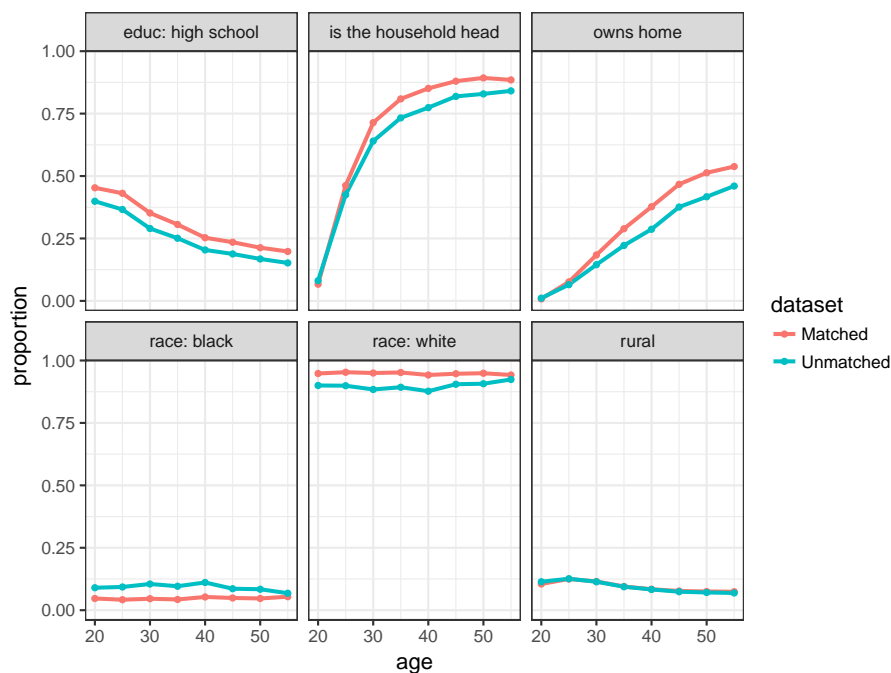 educ: high school
is the household head
owns home
1.00
0.75
0.50
0.25
0.00
race: black
race: white
rural
1.00
0.75
0.50
0.25
0.00
20 30 40 50
20 30 40 50
20 30 40 50
age
proportion
dataset
Matched
Unmatched